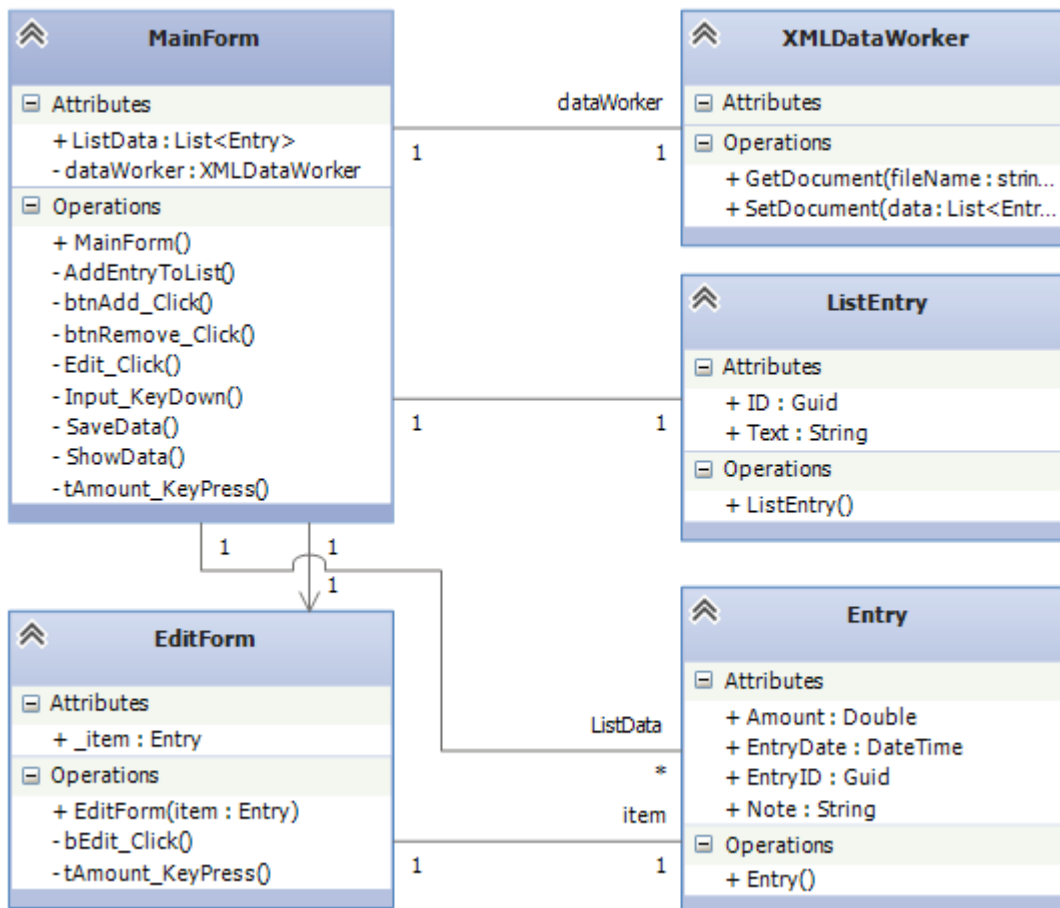 MainForm
Attributes
+ ListData : List<Entry>
- dataWorker : XMLDataWorker
Operations
+ MainForm()
- AddEntryToList()
- btnAdd_Click()
- btnRemove_Click()
- Edit_Click()
- Input_KeyDown()
- SaveData()
- ShowData()
- tAmount_KeyPress()
dataWorker
1 1
XMLDataWorker
Attributes
Operations
+ GetDocument(fileName : strin...
+ SetDocument(data : List<Entr...
1 1
ListEntry
Attributes
+ ID : Guid
+ Text : String
Operations
+ ListEntry()
1 1
1
EditForm
Attributes
+ _item : Entry
Operations
+ EditForm(item : Entry)
- bEdit_Click()
- tAmount_KeyPress()
ListData
*
item
1 1
Entry
Attributes
+ Amount : Double
+ EntryDate : DateTime
+ EntryID : Guid
+ Note : String
Operations
+ Entry()